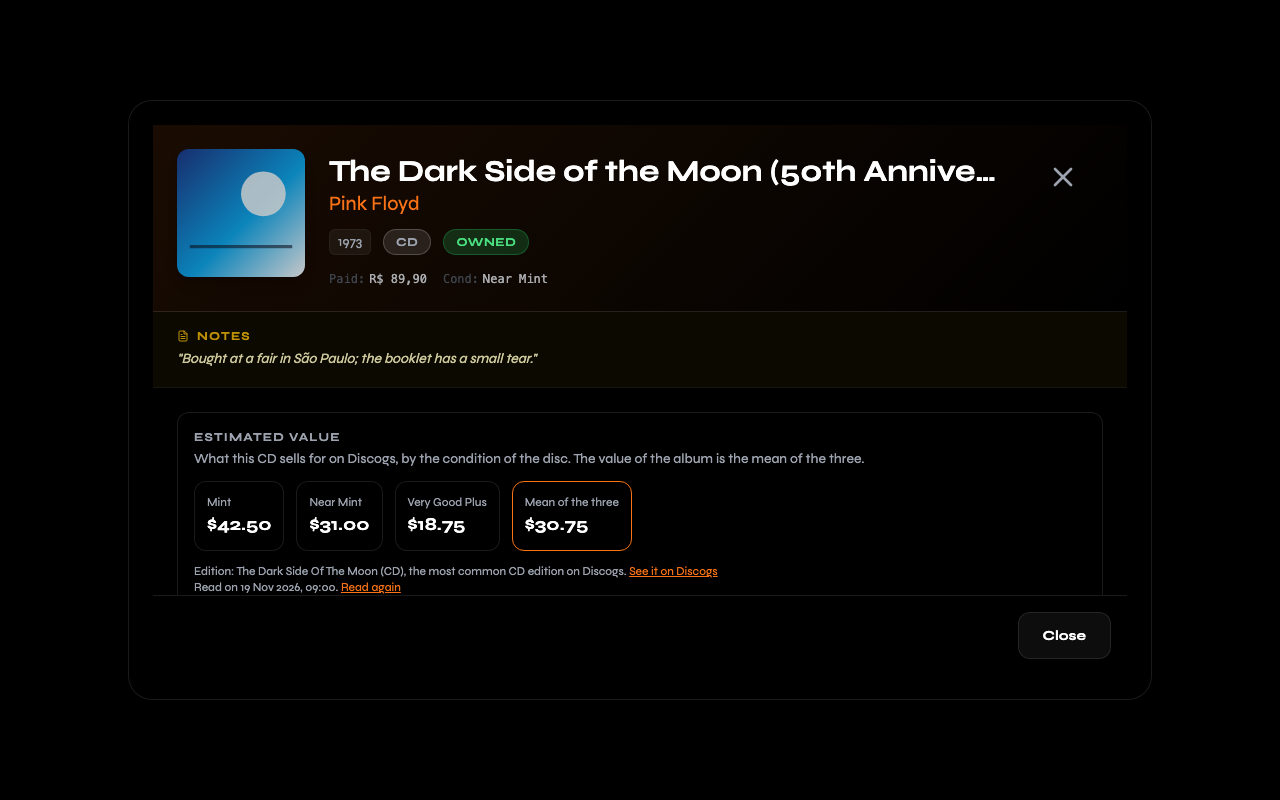 The Dark Side of the Moon (50th Annive...
Pink Floyd
1973 CD OWNED
Paid: R$ 89,90 Cond: Near Mint
NOTES
"Bought at a fair in São Paulo; the booklet has a small tear."
ESTIMATED VALUE
What this CD sells for on Discogs, by the condition of the disc. The value of the album is the mean of the three.
Mint Near Mint Very Good Plus Mean of the three
$42.50 $31.00 $18.75 $30.75
Edition: The Dark Side Of The Moon (CD), the most common CD edition on Discogs. See it on Discogs
Read on 19 Nov 2026, 09:00. Read again
Close